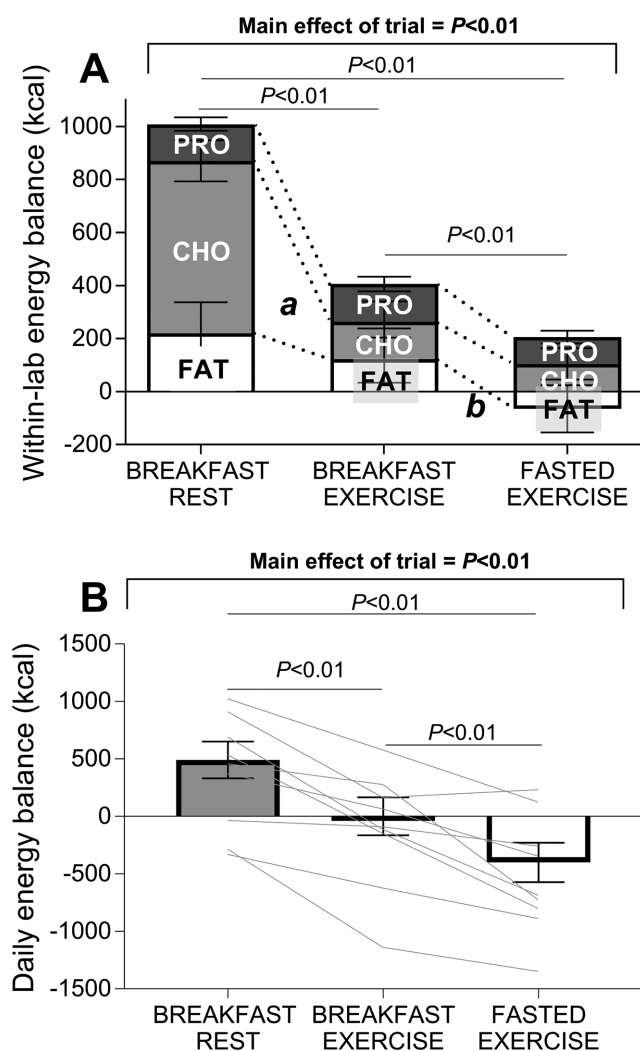 Main effect of trial = P<0.01
A
P<0.01
P<0.01
P<0.01
Within-lab energy balance (kcal)
1000
800
600
400
200
0
-200
PRO
CHO
FAT
a
PRO
CHO
FAT
b
PRO
CHO
FAT
BREAKFAST
REST
BREAKFAST
EXERCISE
FASTED
EXERCISE
Main effect of trial = P<0.01
B
P<0.01
P<0.01
P<0.01
Daily energy balance (kcal)
1500
1000
500
0
-500
-1000
-1500
BREAKFAST
REST
BREAKFAST
EXERCISE
FASTED
EXERCISE